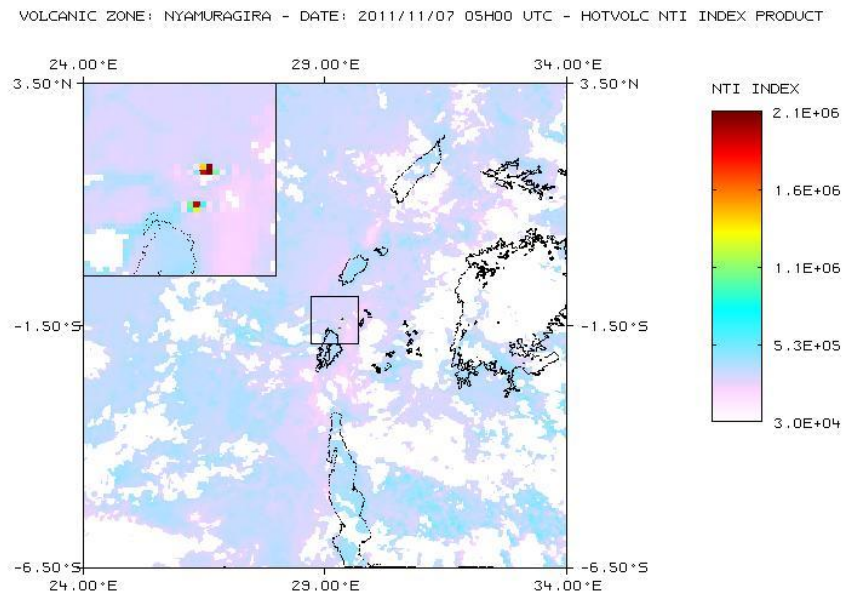 VOLCANIC ZONE: NYAMURAGIRA - DATE: 2011/11/07 05H00 UTC - HOTVOLC NTI INDEX PRODUCT
24.00°E 29.00°E 34.00°E
3.50°N 3.50°N
NTI INDEX
2.1E+06
1.6E+06
1.1E+06
5.3E+05
3.0E+04
-1.50°S -1.50°S
-6.50°S -6.50°S
24.00°E 29.00°E 34.00°E